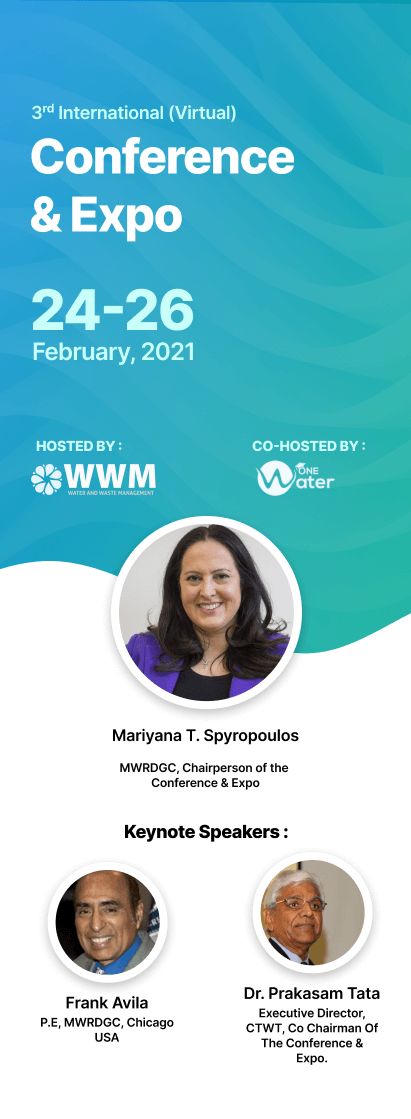 3rd International (Virtual)
Conference
& Expo
24-26
February, 2021
HOSTED BY :
WWM
WATER AND WASTE MANAGEMENT
CO-HOSTED BY :
ONE
Water
Mariyana T. Spyropoulos
MWRDGC, Chairperson of the
Conference & Expo
Keynote Speakers :
Frank Avila
P.E, MWRDGC, Chicago
USA
Dr. Prakasam Tata
Executive Director,
CTWT, Co Chairman Of
The Conference &
Expo.